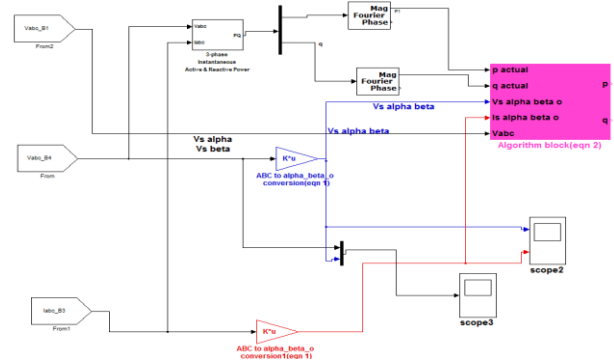 Mag
Fourier
Phase
P1
Vabc_B1
From2
Vabc
Iabc
PQ
3-phase
Instantaneous
Active & Reactive Power
q
Mag
Fourier
Phase
p actual
q actual
Vs alpha beta o
Is alpha beta o
Vabc
P
q
Algorithm block(eqn 2)
Vs alpha beta
Vs alpha beta
Vs alpha
Vs beta
Vabc_B4
From
K*u
ABC to alpha_beta_o
conversion(eqn 1)
scope2
scope3
Iabc_B3
From1
K*u
ABC to alpha_beta_o
conversion1(eqn 1)